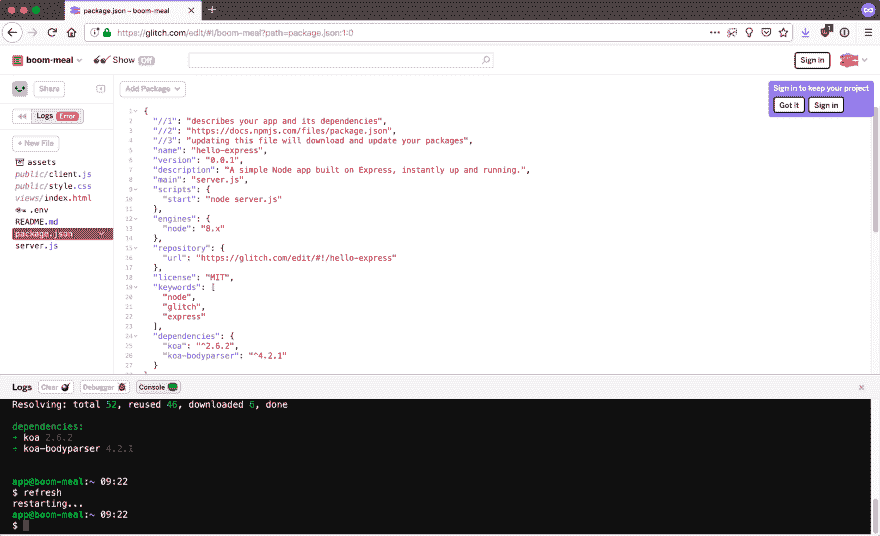 package.json – boom-meal
https://glitch.com/edit/#!/boom-meal?path=package.json:1:0
boom-meal
Show Off
Sign in
Share
Add Package
Sign in to keep your project
Got it
Sign in
Logs Error
+ New File
assets
public/client.js
public/style.css
views/index.html
.env
README.md
package.json
server.js
1 {
2 "//1": "describes your app and its dependencies",
3 "//2": "https://docs.npmjs.com/files/package.json",
4 "//3": "updating this file will download and update your packages",
5 "name": "hello-express",
6 "version": "0.0.1",
7 "description": "A simple Node app built on Express, instantly up and running.",
8 "main": "server.js",
9 "scripts": {
10 "start": "node server.js"
11 },
12 "engines": {
13 "node": "8.x"
14 },
15 "repository": {
16 "url": "https://glitch.com/edit/#!/hello-express"
17 },
18 "license": "MIT",
19 "keywords": [
20 "node",
21 "glitch",
22 "express"
23 ],
24 "dependencies": {
25 "koa": "^2.6.2",
26 "koa-bodyparser": "^4.2.1"
27 }
Logs
Clear
Debugger
Console
Resolving: total 52, reused 46, downloaded 6, done
dependencies:
+ koa 2.6.2
+ koa-bodyparser 4.2.1
app@boom-meal:~ 09:22
$ refresh
restarting...
app@boom-meal:~ 09:22
$